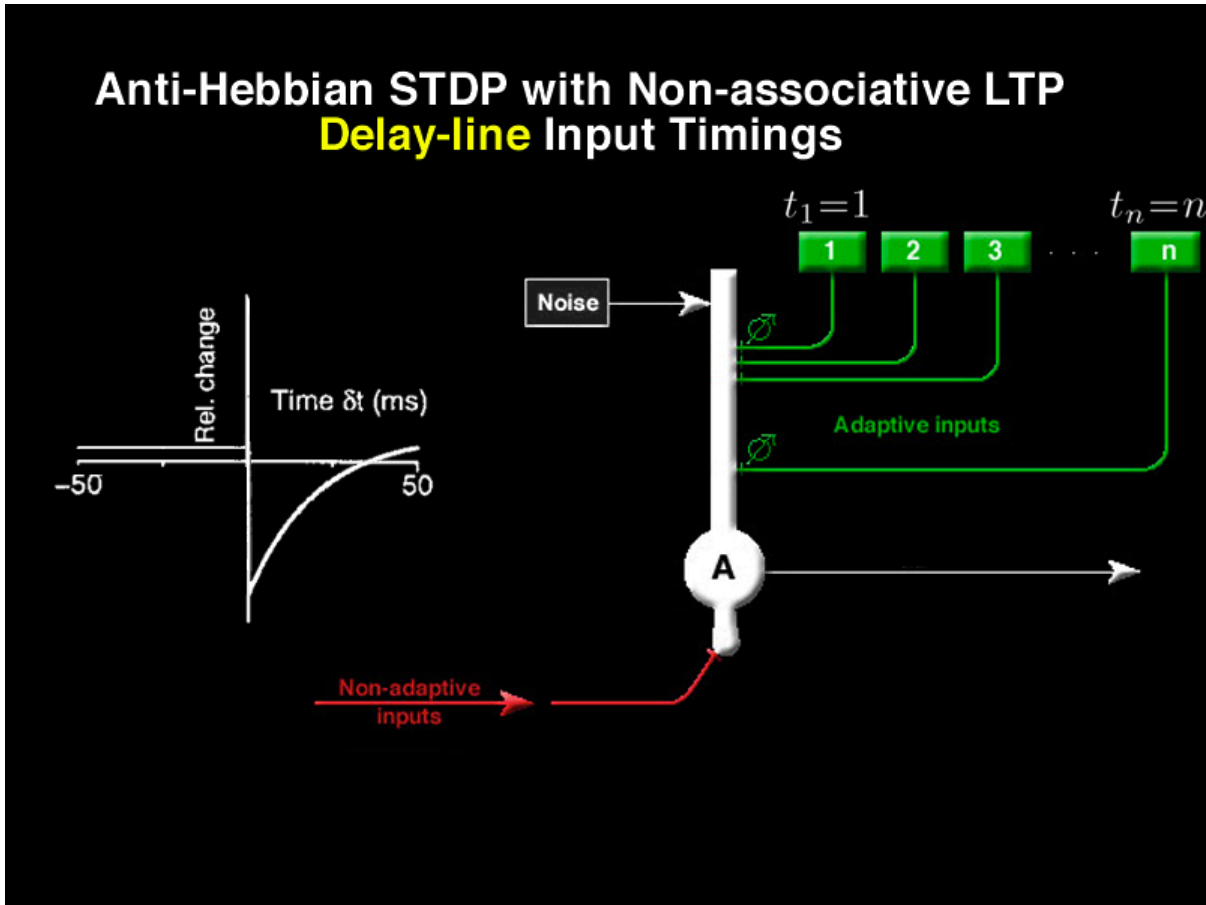 Anti-Hebbian STDP with Non-associative LTP
Delay-line Input Timings
t₁=1
tₙ=n
1
2
3
. . .
n
Noise
Rel. change
Time δt (ms)
-50
50
Adaptive inputs
A
Non-adaptive
inputs